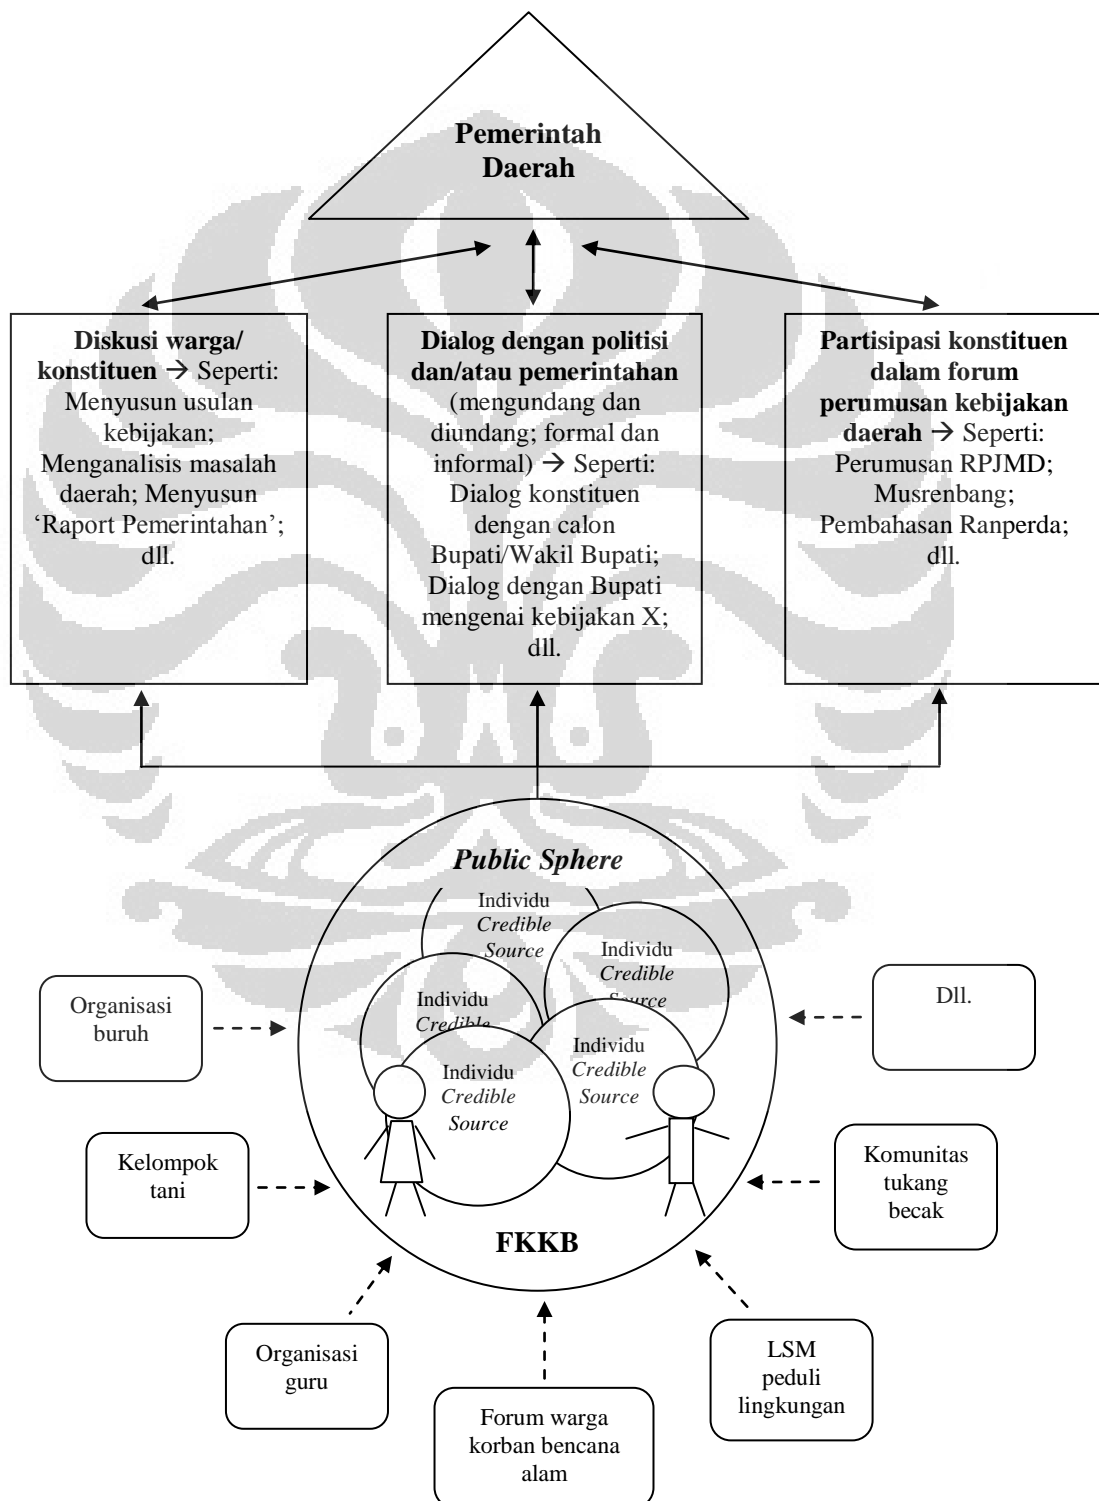 Pemerintah
Daerah
Diskusi warga/
konstituen → Seperti:
Menyusun usulan
kebijakan;
Menganalisis masalah
daerah; Menyusun
‘Raport Pemerintahan’;
dll.
Dialog dengan politisi
dan/atau pemerintahan
(mengundang dan
diundang; formal dan
informal) → Seperti:
Dialog konstituen
dengan calon
Bupati/Wakil Bupati;
Dialog dengan Bupati
mengenai kebijakan X;
dll.
Partisipasi konstituen
dalam forum
perumusan kebijakan
daerah → Seperti:
Perumusan RPJMD;
Musrenbang;
Pembahasan Ranperda;
dll.
Public Sphere
Individu
Credible
Source
Individu
Credible
Source
Individu
Credible
Individu
Credible
Source
Individu
Credible
Source
FKKB
Organisasi
buruh
Dll.
Kelompok
tani
Komunitas
tukang
becak
Organisasi
guru
LSM
peduli
lingkungan
Forum warga
korban bencana
alam